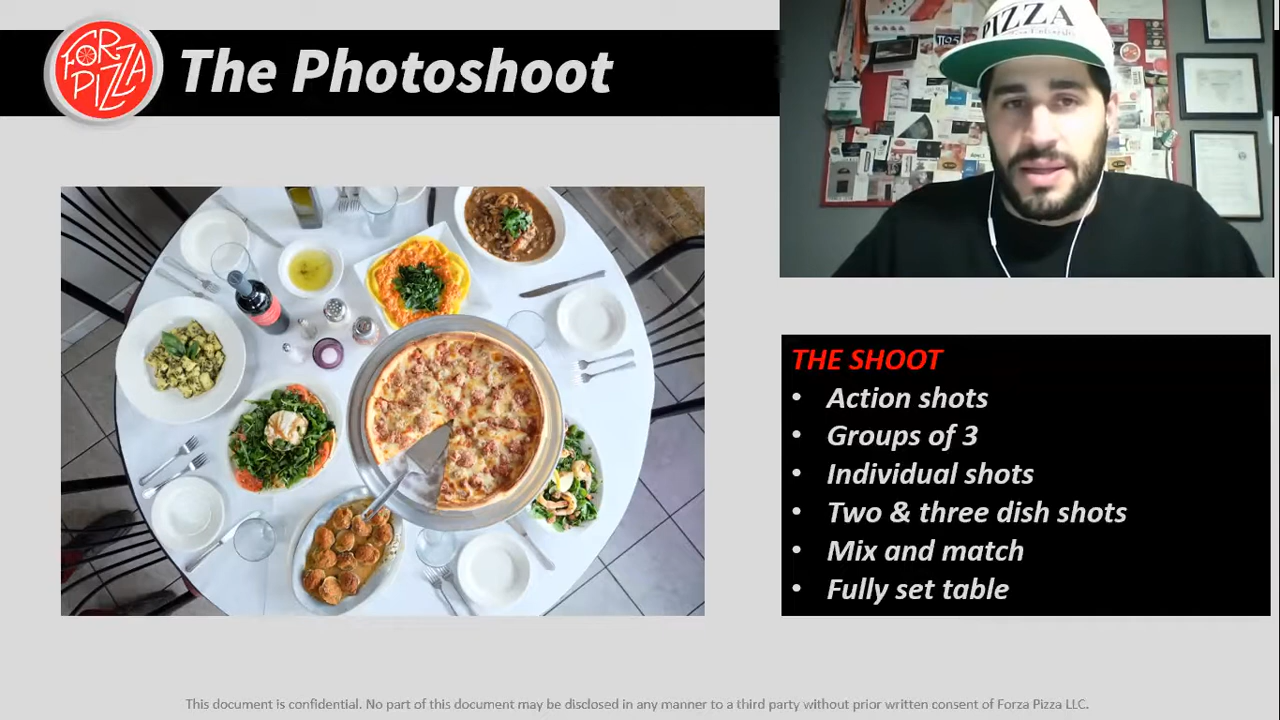 FORZA
PIZZA
The Photoshoot
PIZZA
THE SHOOT
• Action shots
• Groups of 3
• Individual shots
• Two & three dish shots
• Mix and match
• Fully set table
This document is confidential. No part of this document may be disclosed in any manner to a third party without prior written consent of Forza Pizza LLC.